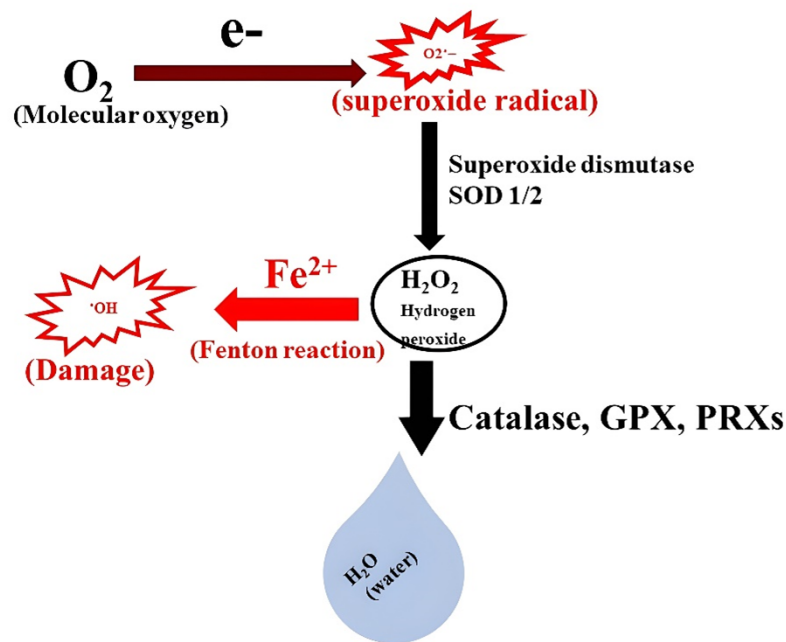 e-
O₂
(Molecular oxygen)
O2·–
(superoxide radical)
Superoxide dismutase
SOD 1/2
Fe²⁺
(Fenton reaction)
·OH
(Damage)
H₂O₂
Hydrogen
peroxide
Catalase, GPX, PRXs
H₂O
(water)